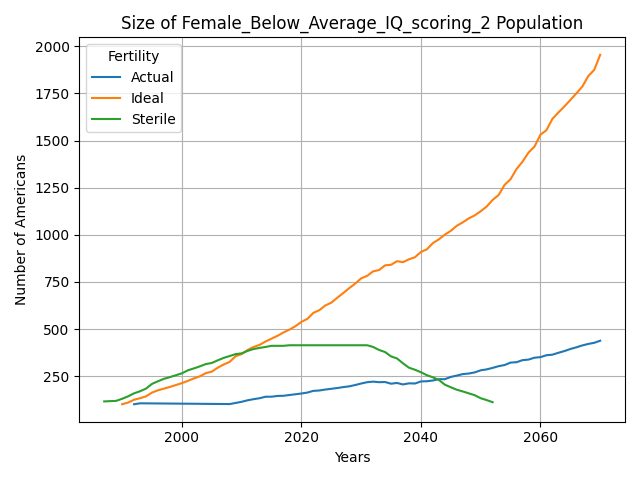 Size of Female_Below_Average_IQ_scoring_2 Population
Fertility
Actual
Ideal
Sterile
Number of Americans
2000
1750
1500
1250
1000
750
500
250
2000
2020
2040
2060
Years